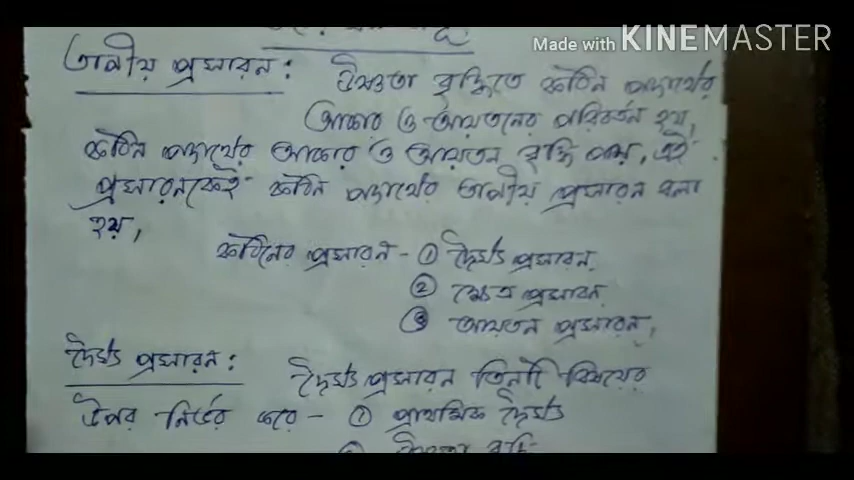 Made with KINEMASTER
তাপীয় প্রসারন : উষ্ণতা বৃদ্ধিতে কঠিন পদার্থের
আকার ও আয়তনের পরিবর্তন হয়,
কঠিন পদার্থের আকার ও আয়তন বৃদ্ধি পায়, এই
প্রসারনকেই কঠিন পদার্থের তাপীয় প্রসারন বলা
হয়,
কঠিনের প্রসারন - ① দৈর্ঘ্য প্রসারন,
② ক্ষেত্র প্রসারন
③ আয়তন প্রসারন,
দৈর্ঘ্য প্রসারন : দৈর্ঘ্য প্রসারন তিনটি বিষয়ের
উপর নির্ভর করে - ① প্রাথমিক দৈর্ঘ্য